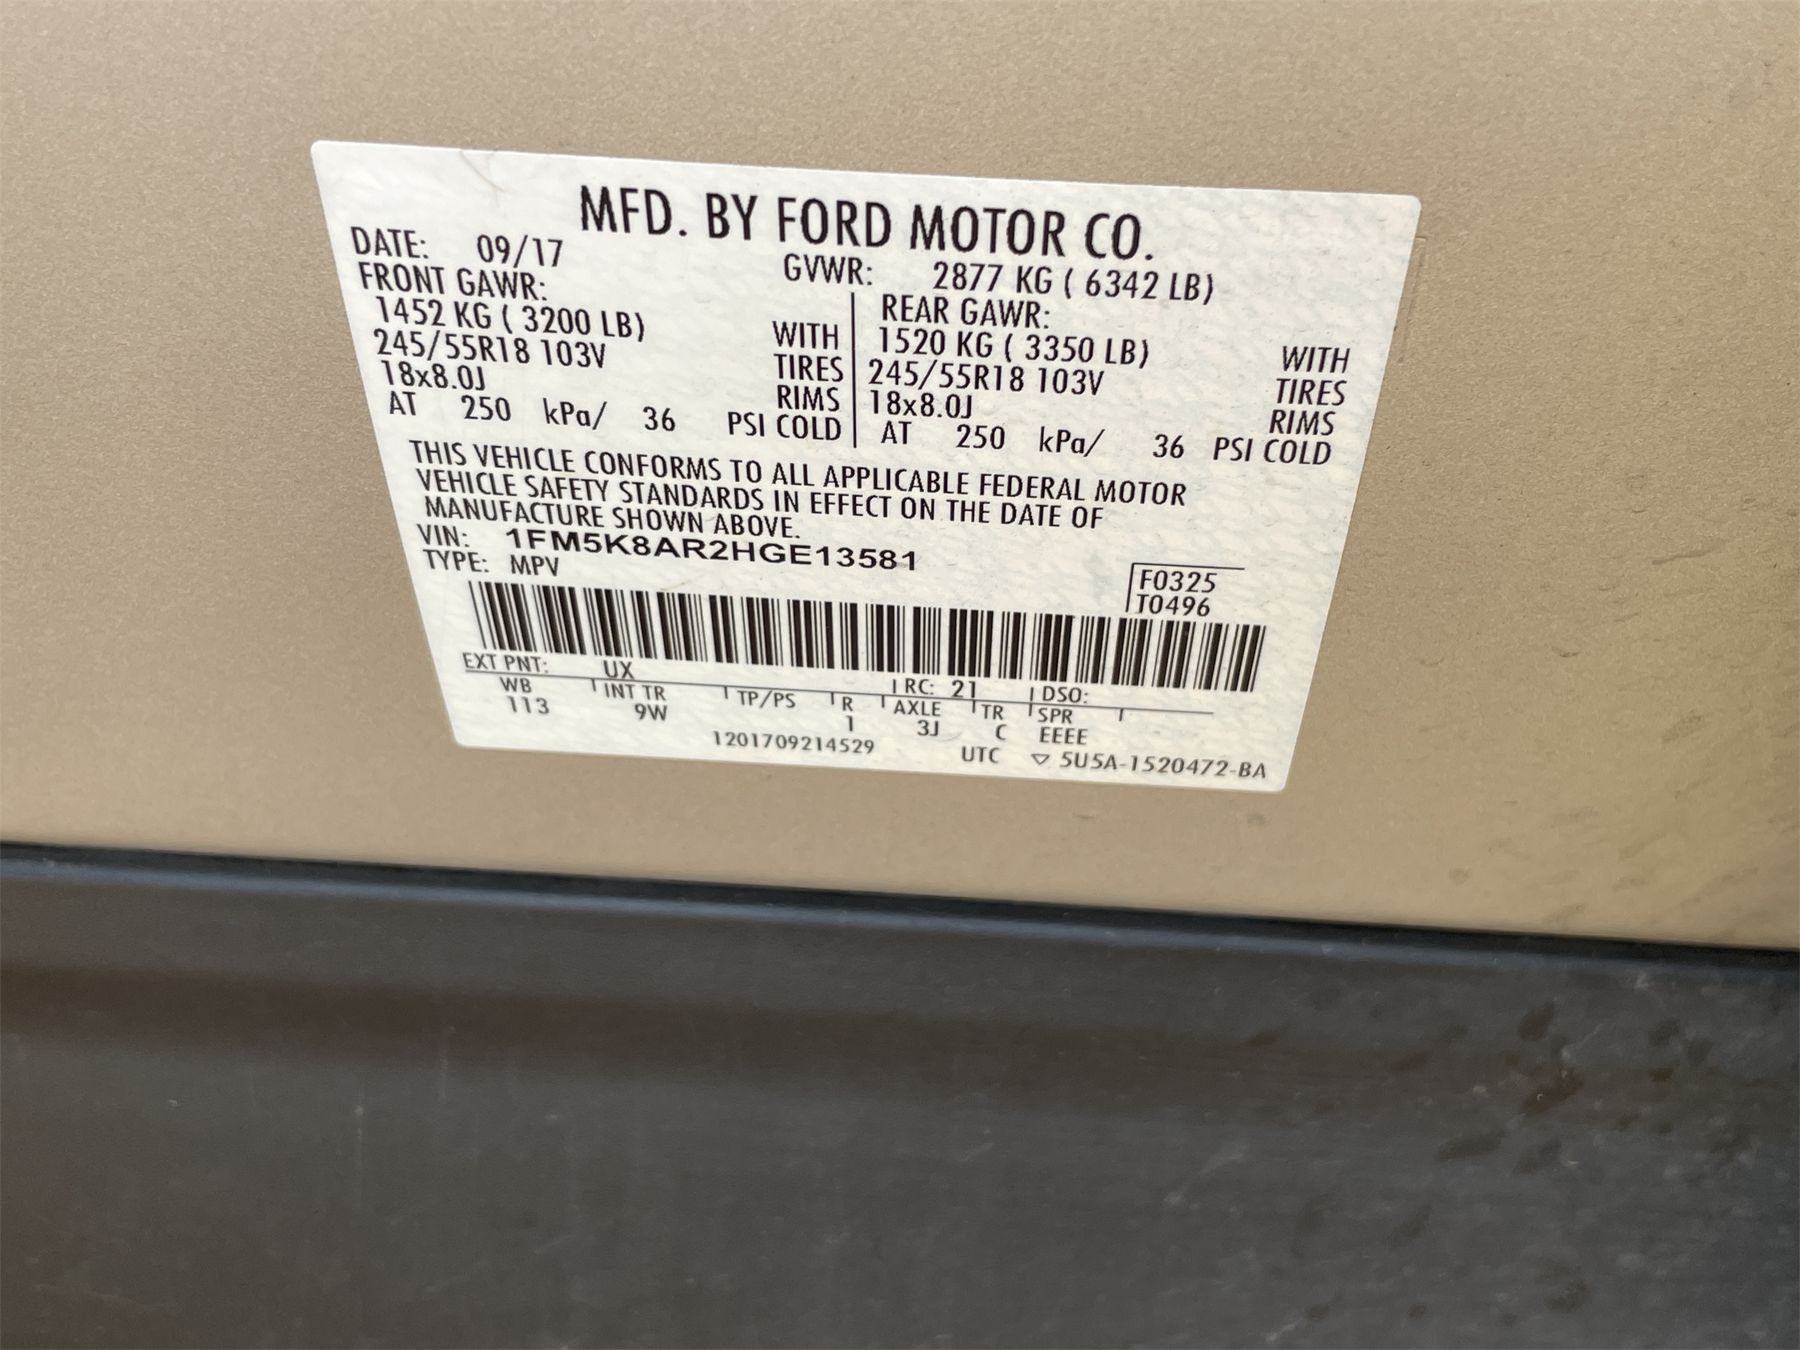 MFD. BY FORD MOTOR CO.
DATE: 09/17 GVWR: 2877 KG ( 6342 LB)
FRONT GAWR: REAR GAWR:
1452 KG ( 3200 LB) WITH 1520 KG ( 3350 LB) WITH
245/55R18 103V TIRES 245/55R18 103V TIRES
18x8.0J RIMS 18x8.0J RIMS
AT 250 kPa/ 36 PSI COLD AT 250 kPa/ 36 PSI COLD
THIS VEHICLE CONFORMS TO ALL APPLICABLE FEDERAL MOTOR
VEHICLE SAFETY STANDARDS IN EFFECT ON THE DATE OF
MANUFACTURE SHOWN ABOVE.
VIN: 1FM5K8AR2HGE13581
TYPE: MPV F0325
T0496
EXT PNT: UX RC: 21 DSO:
WB INT TR TP/PS R AXLE TR SPR
113 9W 1 3J C EEEE
1201709214529 UTC ▽ 5U5A-1520472-BA